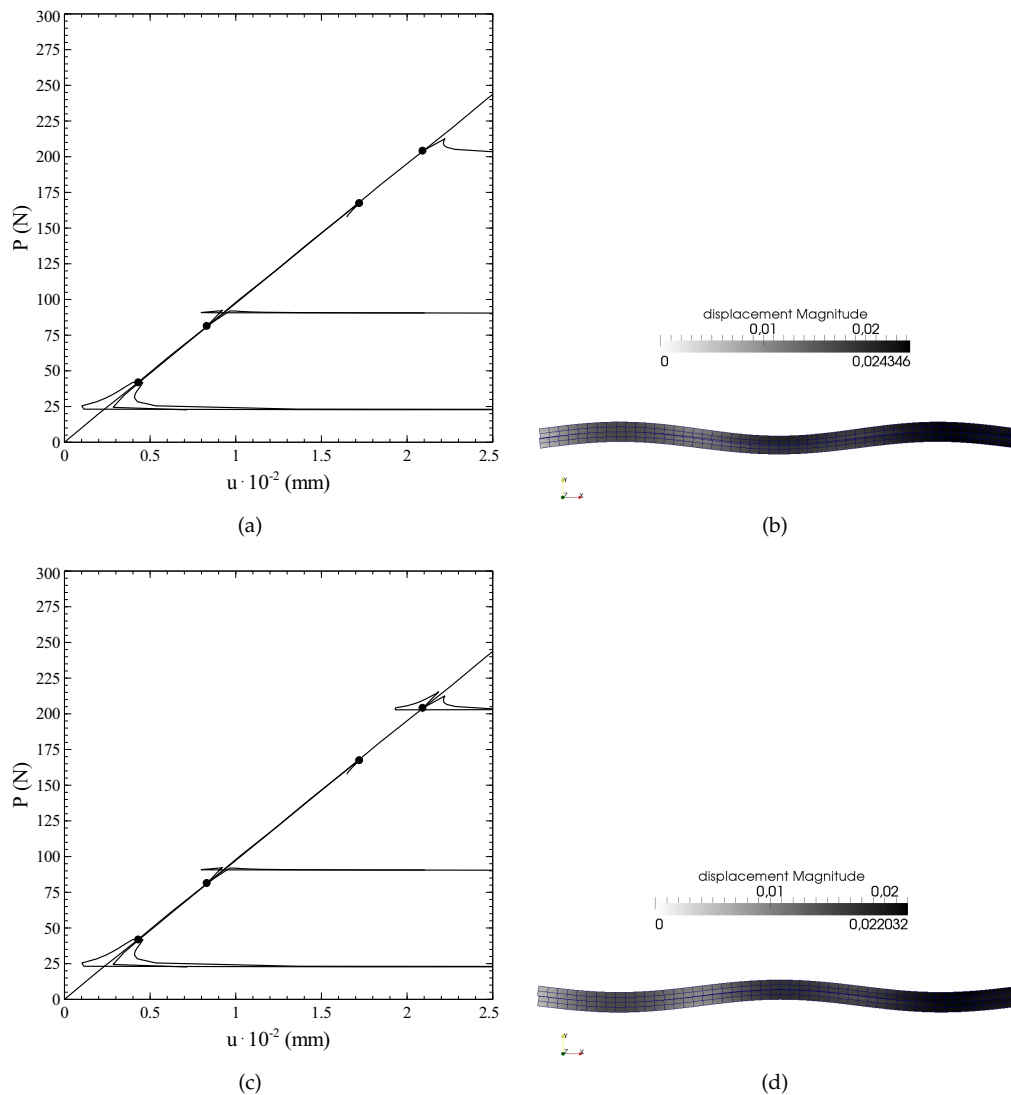 300
275
250
225
200
175
150
125
100
75
50
25
0
P (N)
0 0.5 1 1.5 2 2.5
u · 10⁻² (mm)
(a)
displacement Magnitude
0,01 0,02
0 0,024346
Y
Z X
(b)
300
275
250
225
200
175
150
125
100
75
50
25
0
P (N)
0 0.5 1 1.5 2 2.5
u · 10⁻² (mm)
(c)
displacement Magnitude
0,01 0,02
0 0,022032
Y
Z X
(d)